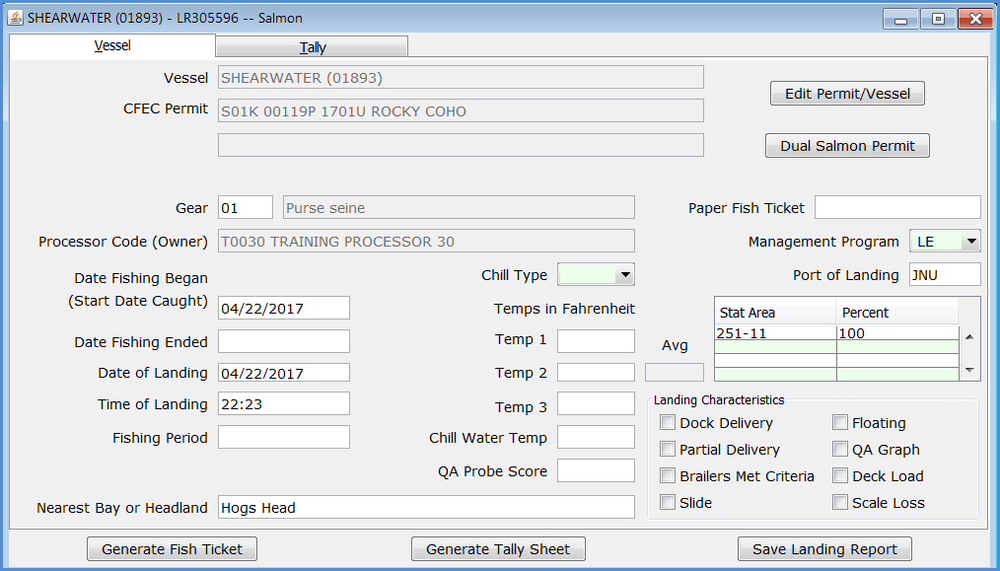 SHEARWATER (01893) - LR305596 -- Salmon
Vessel Tally
Vessel SHEARWATER (01893)
Edit Permit/Vessel
CFEC Permit S01K 00119P 1701U ROCKY COHO
Dual Salmon Permit
Gear 01 Purse seine Paper Fish Ticket
Processor Code (Owner) T0030 TRAINING PROCESSOR 30 Management Program LE
Date Fishing Began Chill Type Port of Landing JNU
(Start Date Caught) 04/22/2017 Temps in Fahrenheit Stat Area Percent
Date Fishing Ended Temp 1 Avg 251-11 100
Date of Landing 04/22/2017 Temp 2
Time of Landing 22:23 Temp 3 Landing Characteristics
Dock Delivery Floating
Fishing Period Chill Water Temp Partial Delivery QA Graph
QA Probe Score Brailers Met Criteria Deck Load
Nearest Bay or Headland Hogs Head Slide Scale Loss
Generate Fish Ticket Generate Tally Sheet Save Landing Report